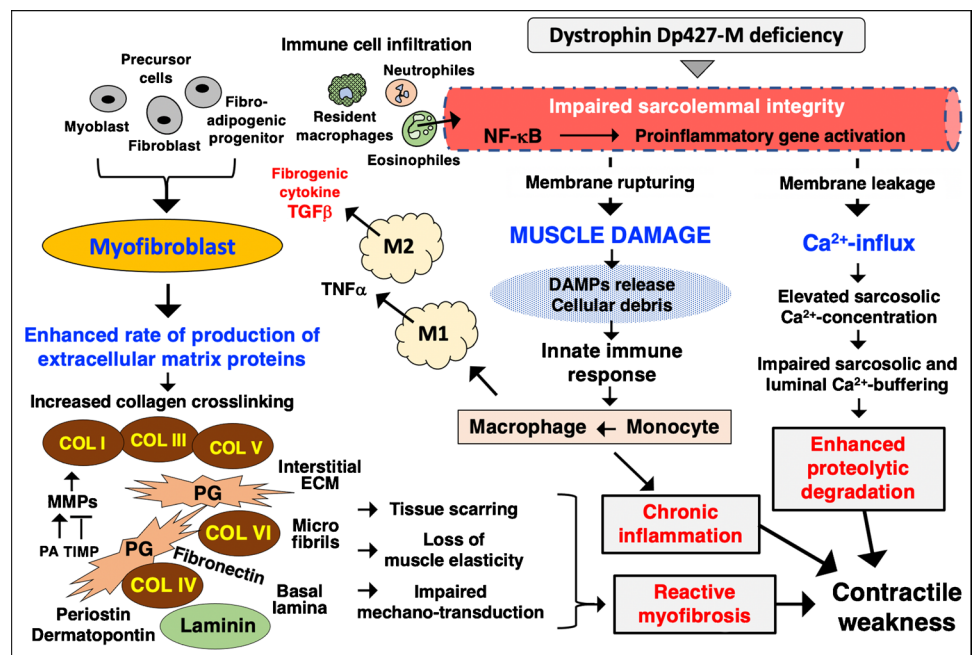 Dystrophin Dp427-M deficiency
Impaired sarcolemmal integrity
NF-κB
Proinflammatory gene activation
Immune cell infiltration
Neutrophiles
Resident
macrophages
Eosinophiles
Precursor
cells
Myoblast
Fibroblast
Fibro-
adipogenic
progenitor
Fibrogenic
cytokine
TGFβ
M2
TNFα
M1
Myofibroblast
Enhanced rate of production of
extracellular matrix proteins
Increased collagen crosslinking
COL I
COL III
COL V
Interstitial
ECM
PG
MMPs
PA TIMP
COL VI
Micro
fibrils
PG
Fibronectin
COL IV
Basal
lamina
Periostin
Dermatopontin
Laminin
Tissue scarring
Loss of
muscle elasticity
Impaired
mechano-transduction
Membrane rupturing
MUSCLE DAMAGE
DAMPs release
Cellular debris
Innate immune
response
Macrophage
Monocyte
Membrane leakage
Ca²⁺-influx
Elevated sarcosolic
Ca²⁺-concentration
Impaired sarcosolic and
luminal Ca²⁺-buffering
Enhanced
proteolytic
degradation
Chronic
inflammation
Reactive
myofibrosis
Contractile
weakness